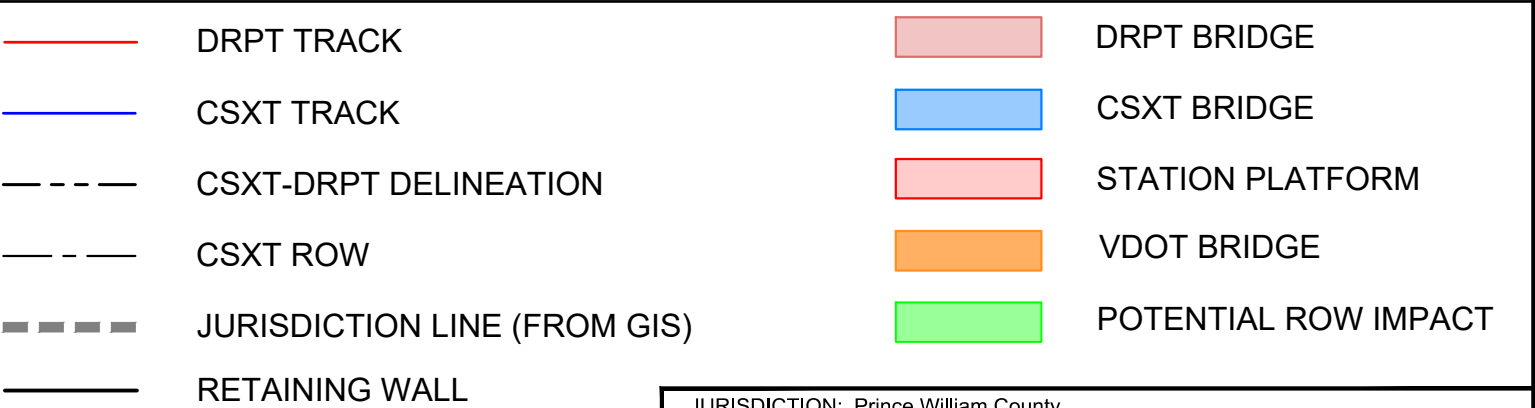 DRPT TRACK
CSXT TRACK
CSXT-DRPT DELINEATION
CSXT ROW
JURISDICTION LINE (FROM GIS)
RETAINING WALL
DRPT BRIDGE
CSXT BRIDGE
STATION PLATFORM
VDOT BRIDGE
POTENTIAL ROW IMPACT
JURISDICTION: Prince William County